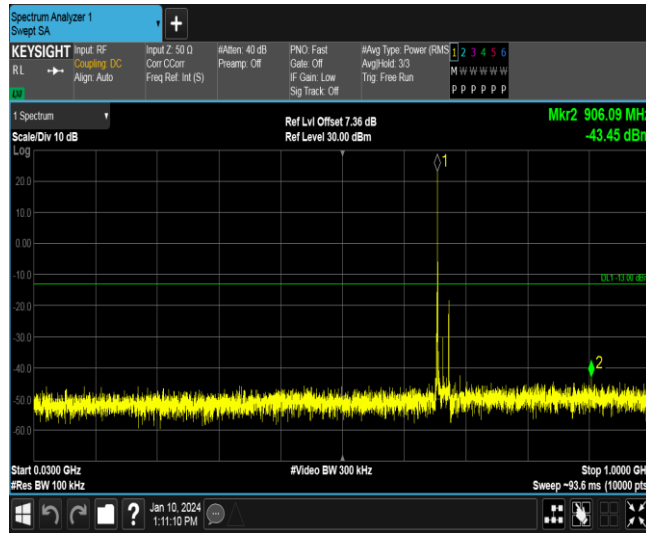 Spectrum Analyzer 1
Swept SA
KEYSIGHT
RL
LXI
Input: RF
Coupling: DC
Align: Auto
Input Z: 50 Ω
Corr CCorr
Freq Ref: Int (S)
#Atten: 40 dB
Preamp: Off
PNO: Fast
Gate: Off
IF Gain: Low
Sig Track: Off
#Avg Type: Power (RMS
Avg|Hold: 3/3
Trig: Free Run
1 2 3 4 5 6
M W W W W W
P P P P P P
1 Spectrum
Scale/Div 10 dB
Ref Lvl Offset 7.36 dB
Ref Level 30.00 dBm
Mkr2 906.09 MHz
-43.45 dBm
Log
1
20.0
10.0
0.00
-10.0
DL1 -13.00 dBm
-20.0
-30.0
-40.0
2
-50.0
-60.0
Start 0.0300 GHz
#Video BW 300 kHz
Stop 1.0000 GH
#Res BW 100 kHz
Sweep ~93.6 ms (10000 pts
?
Jan 10, 2024
1:11:10 PM